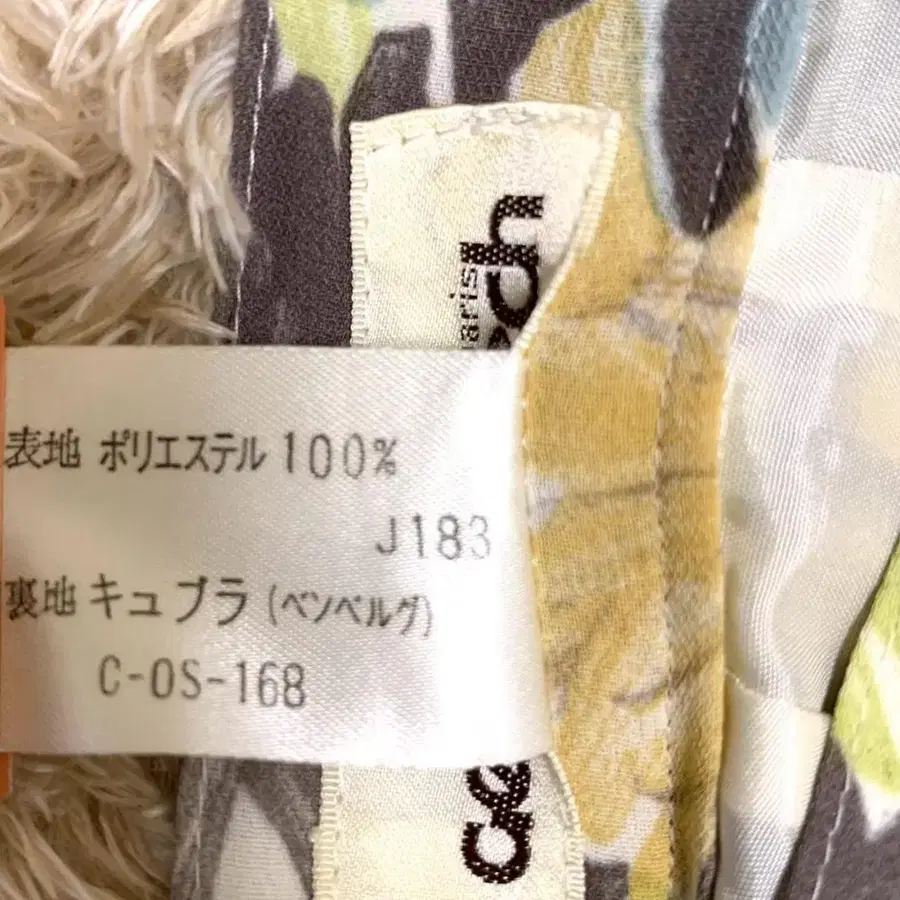 表地 ポリエステル 100%
J183
裏地 キュプラ (ベンベルグ)
C-OS-168